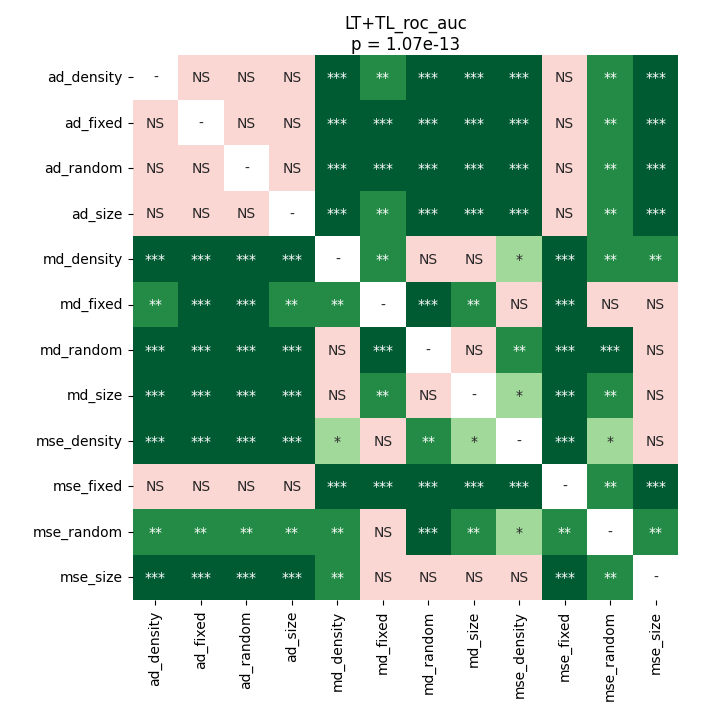 LT+TL_roc_auc
p = 1.07e-13
ad_density - NS NS NS *** ** *** *** *** NS ** ***
ad_fixed NS - NS NS *** *** *** *** *** NS ** ***
ad_random NS NS - NS *** *** *** *** *** NS ** ***
ad_size NS NS NS - *** ** *** *** *** NS ** ***
md_density *** *** *** *** - ** NS NS * *** ** **
md_fixed ** *** *** ** ** - *** ** NS *** NS NS
md_random *** *** *** *** NS *** - NS ** *** *** NS
md_size *** *** *** *** NS ** NS - * *** ** NS
mse_density *** *** *** *** * NS ** * - *** * NS
mse_fixed NS NS NS NS *** *** *** *** *** - ** ***
mse_random ** ** ** ** ** NS *** ** * ** - **
mse_size *** *** *** *** ** NS NS NS NS *** ** -
ad_density ad_fixed ad_random ad_size md_density md_fixed md_random md_size mse_density mse_fixed mse_random mse_size